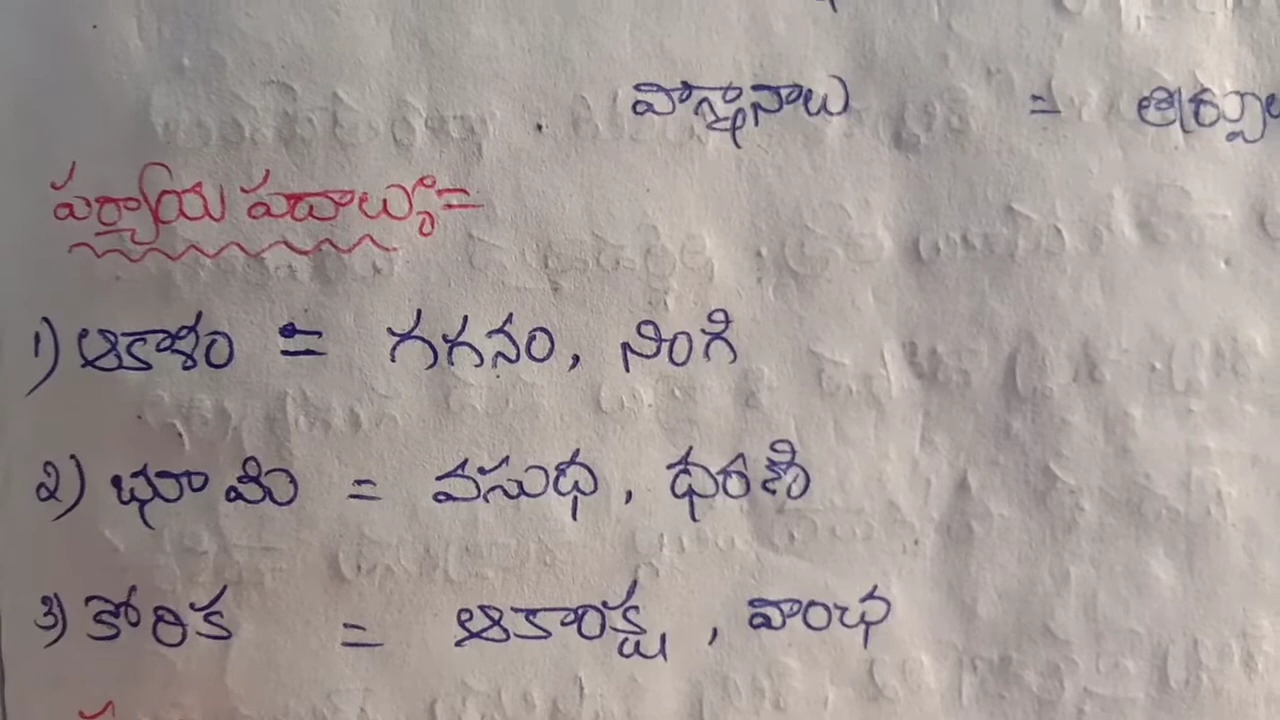 =
పర్యాయ పదాలు =
1) ఆకాశం = గగనం, నింగి
2) భూమి = వసుధ, ధరణి
3) కోరిక = ఆకాంక్ష, వాంఛ